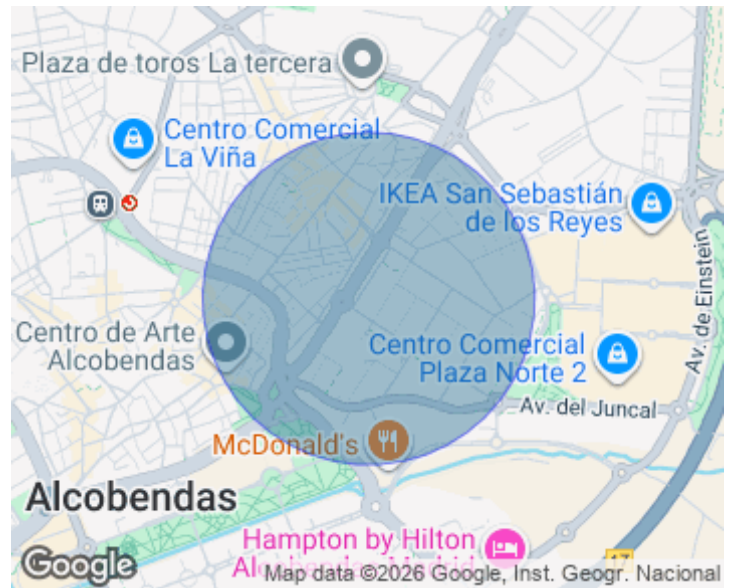 Plaza de toros La tercera
Centro Comercial
La Viña
IKEA San Sebastián
de los Reyes
Av. de Einstein
Centro de Arte
Alcobendas
Centro Comercial
Plaza Norte 2
Av. del Juncal
McDonald's
Alcobendas
Hampton by Hilton
17
Google
Map data ©2026 Google, Inst. Geogr. Nacional